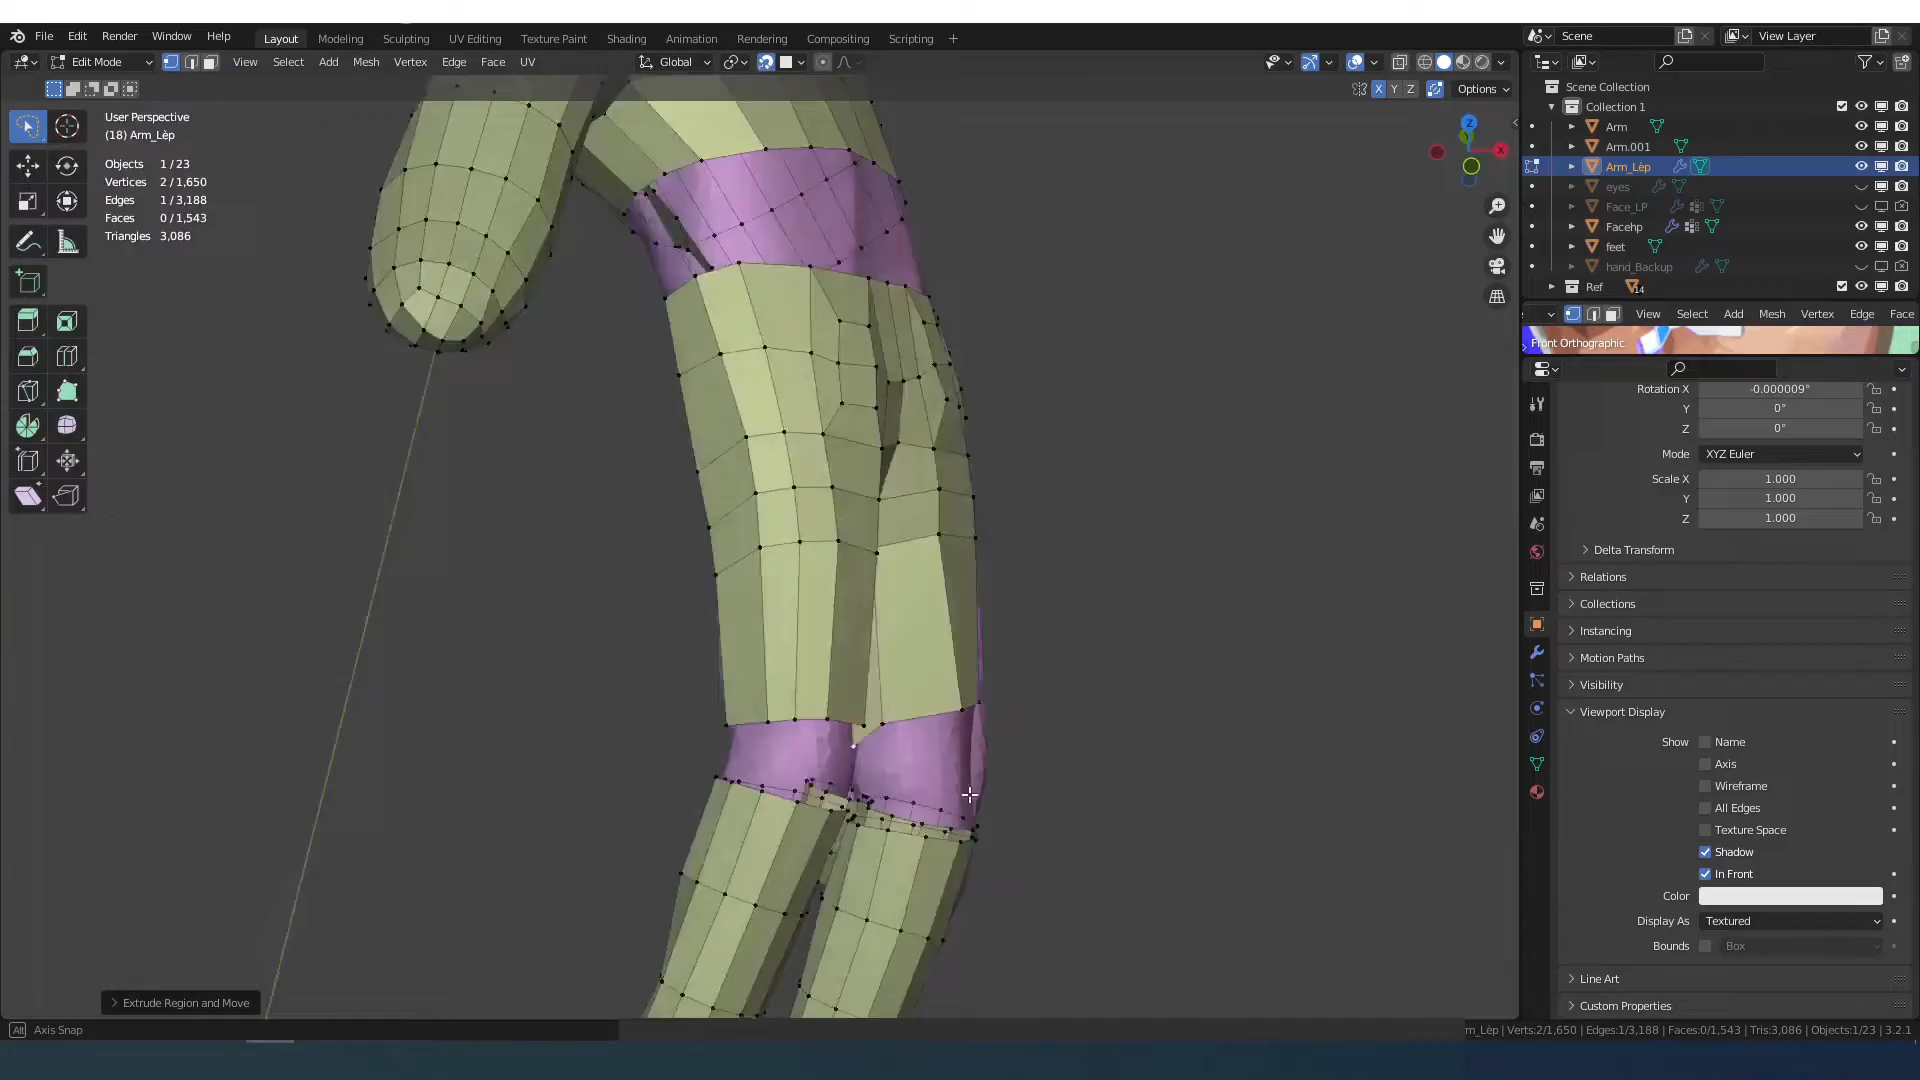 File Edit Render Window Help Layout Modeling Sculpting UV Editing Texture Paint Shading Animation Rendering Compositing Scripting + Scene View Layer
Edit Mode View Select Add Mesh Vertex Edge Face UV Global
X Y Z Options
User Perspective
(18) Arm_Lèp
Objects 1 / 23
Vertices 2 / 1,650
Edges 1 / 3,188
Faces 0 / 1,543
Triangles 3,086
Z
X
Scene Collection
Collection 1
Arm
Arm.001
Arm_Lèp
eyes
Face_LP
Facehp
feet
hand_Backup
Ref 14
View Select Add Mesh Vertex Edge Face
Front Orthographic
Rotation X -0.000009°
Y 0°
Z 0°
Mode XYZ Euler
Scale X 1.000
Y 1.000
Z 1.000
Delta Transform
Relations
Collections
Instancing
Motion Paths
Visibility
Viewport Display
Show Name
Axis
Wireframe
All Edges
Texture Space
Shadow
In Front
Color
Display As Textured
Bounds Box
Line Art
Custom Properties
Extrude Region and Move
Alt Axis Snap
m_Lèp | Verts:2/1,650 | Edges:1/3,188 | Faces:0/1,543 | Tris:3,086 | Objects:1/23 | 3.2.1